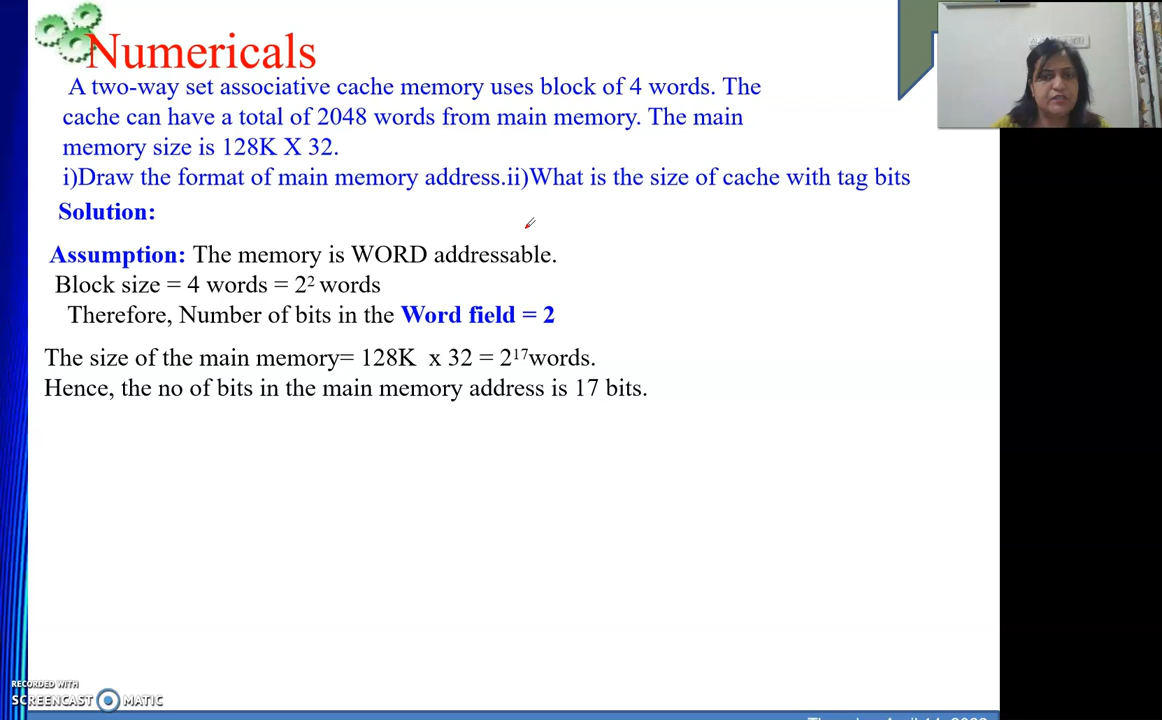 Numericals
A two-way set associative cache memory uses block of 4 words. The
cache can have a total of 2048 words from main memory. The main
memory size is 128K X 32.
i)Draw the format of main memory address.ii)What is the size of cache with tag bits
Solution:
Assumption: The memory is WORD addressable.
Block size = 4 words = 2² words
Therefore, Number of bits in the Word field = 2
The size of the main memory= 128K x 32 = 2¹⁷words.
Hence, the no of bits in the main memory address is 17 bits.
RECORDED WITH
SCREENCAST MATIC